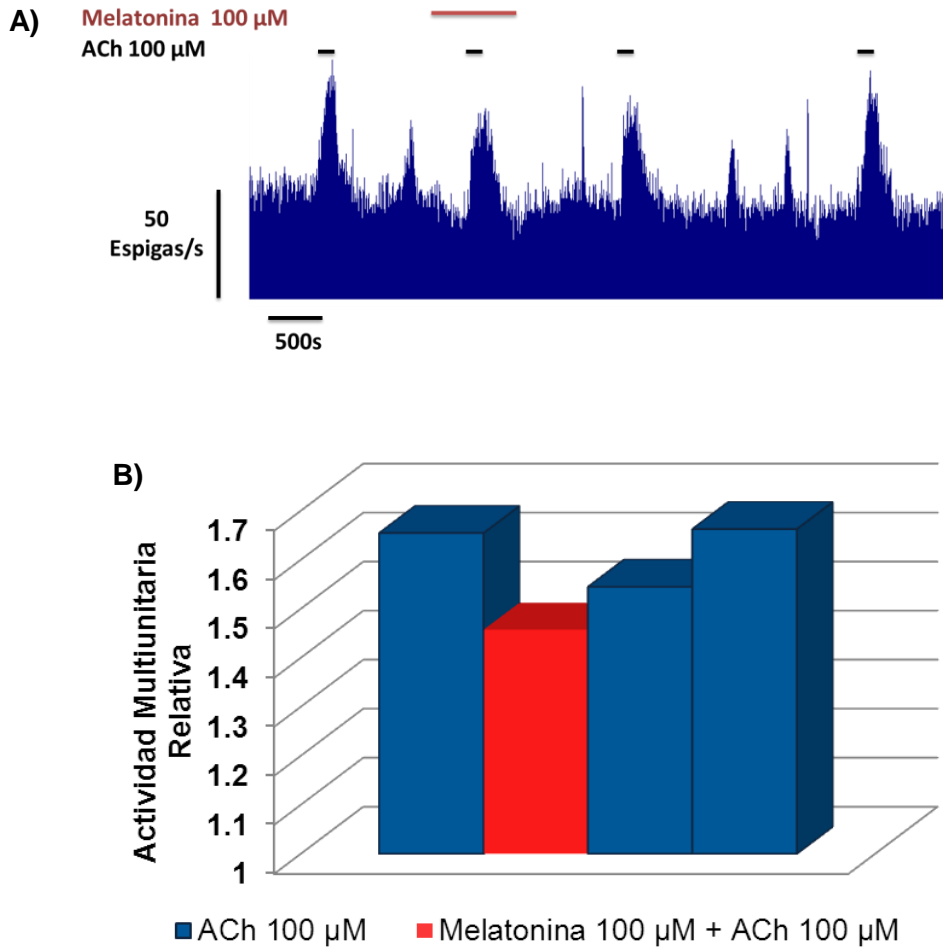 A)
Melatonina 100 µM
ACh 100 µM
50
Espigas/s
500s
B)
Actividad Multiunitaria
Relativa
1.7
1.6
1.5
1.4
1.3
1.2
1.1
1
ACh 100 µM
Melatonina 100 µM + ACh 100 µM